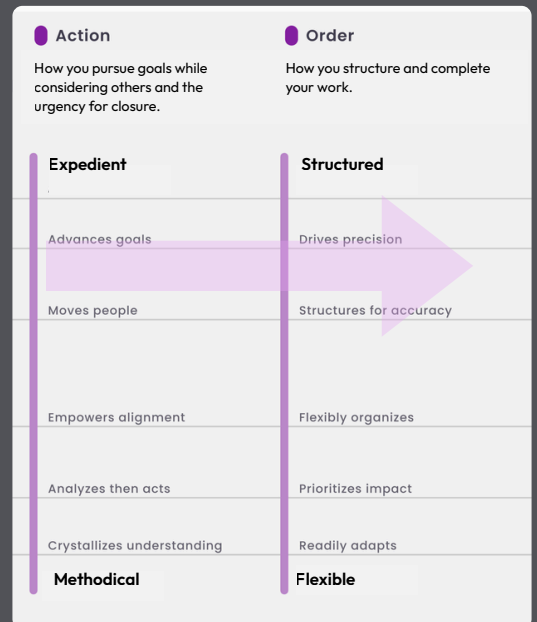 Action
How you pursue goals while
considering others and the
urgency for closure.
Expedient
Advances goals
Moves people
Empowers alignment
Analyzes then acts
Crystallizes understanding
Methodical
Order
How you structure and complete
your work.
Structured
Drives precision
Structures for accuracy
Flexibly organizes
Prioritizes impact
Readily adapts
Flexible